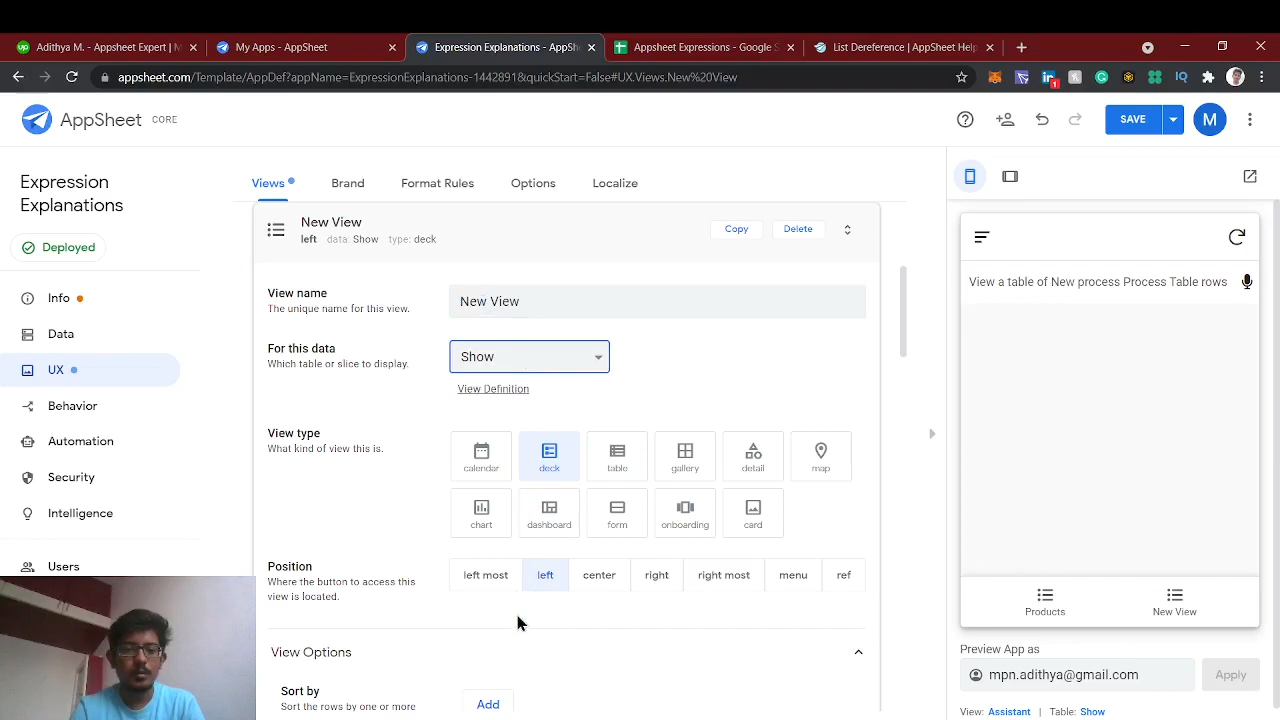 Adithya M. - AppSheet Expert | M
My Apps - AppSheet
Expression Explanations - AppShe
Appsheet Expressions - Google S
List Dereference | AppSheet Help
appsheet.com/Template/AppDef?appName=ExpressionExplanations-1442891&quickStart=False#UX.Views.New%20View
AppSheet CORE
SAVE
M
Expression
Explanations
Deployed
Info
Data
UX
Behavior
Automation
Security
Intelligence
Users
Views
Brand
Format Rules
Options
Localize
New View
left data: Show type: deck
Copy
Delete
View name
The unique name for this view.
New View
For this data
Which table or slice to display.
Show
View Definition
View type
What kind of view this is.
calendar
deck
table
gallery
detail
map
chart
dashboard
form
onboarding
card
Position
Where the button to access this
view is located.
left most
left
center
right
right most
menu
ref
View Options
Sort by
Sort the rows by one or more
Add
View a table of New process Process Table rows
Products
New View
Preview App as
mpn.adithya@gmail.com
Apply
View: Assistant | Table: Show